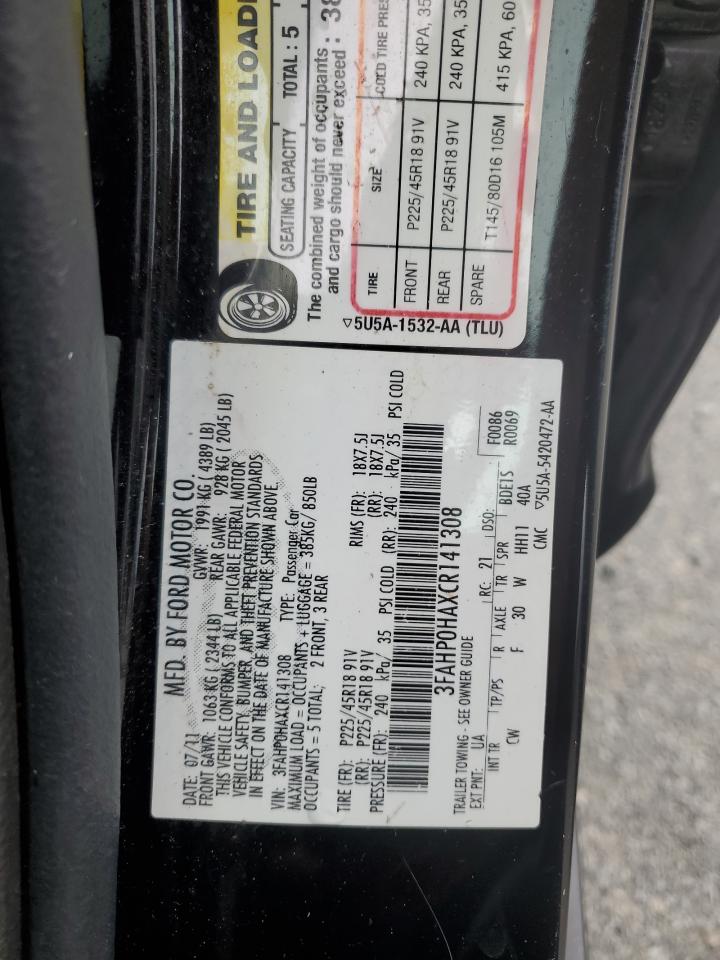 MFD. BY FORD MOTOR CO.
DATE: 07/11 GVWR: 1991 KG ( 4389 LB)
FRONT GAWR: 1063 KG ( 2344 LB) REAR GAWR: 928 KG ( 2045 LB)
THIS VEHICLE CONFORMS TO ALL APPLICABLE FEDERAL MOTOR
VEHICLE SAFETY, BUMPER, AND THEFT PREVENTION STANDARDS
IN EFFECT ON THE DATE OF MANUFACTURE SHOWN ABOVE.
VIN: 3FAHP0HAXCR141308 TYPE: Passenger Car
MAXIMUM LOAD = OCCUPANTS + LUGGAGE = 385KG/ 850LB
OCCUPANTS = 5 TOTAL: 2 FRONT, 3 REAR
TIRE (FR): P225/45R18 91V RIMS (FR): 18X7.5J
(RR): P225/45R18 91V (RR): 18X7.5J
PRESSURE (FR): 240 kPa/ 35 PSI COLD (RR): 240 kPa/ 35 PSI COLD
3FAHP0HAXCR141308
TRAILER TOWING - SEE OWNER GUIDE
EXT PNT: UA RC: 21 DSO: F0086
R0069
INT TR TP/PS R AXLE TR SPR BDE1S
CW F 30 W HH11 40A
CMC ▽5U5A-5420472-AA
TIRE AND LOADI
SEATING CAPACITY TOTAL : 5
The combined weight of occupants
and cargo should never exceed : 38
TIRE SIZE COLD TIRE PRES
FRONT P225/45R18 91V 240 KPA, 35
REAR P225/45R18 91V 240 KPA, 35
SPARE T145/80D16 105M 415 KPA, 60
▽5U5A-1532-AA (TLU)